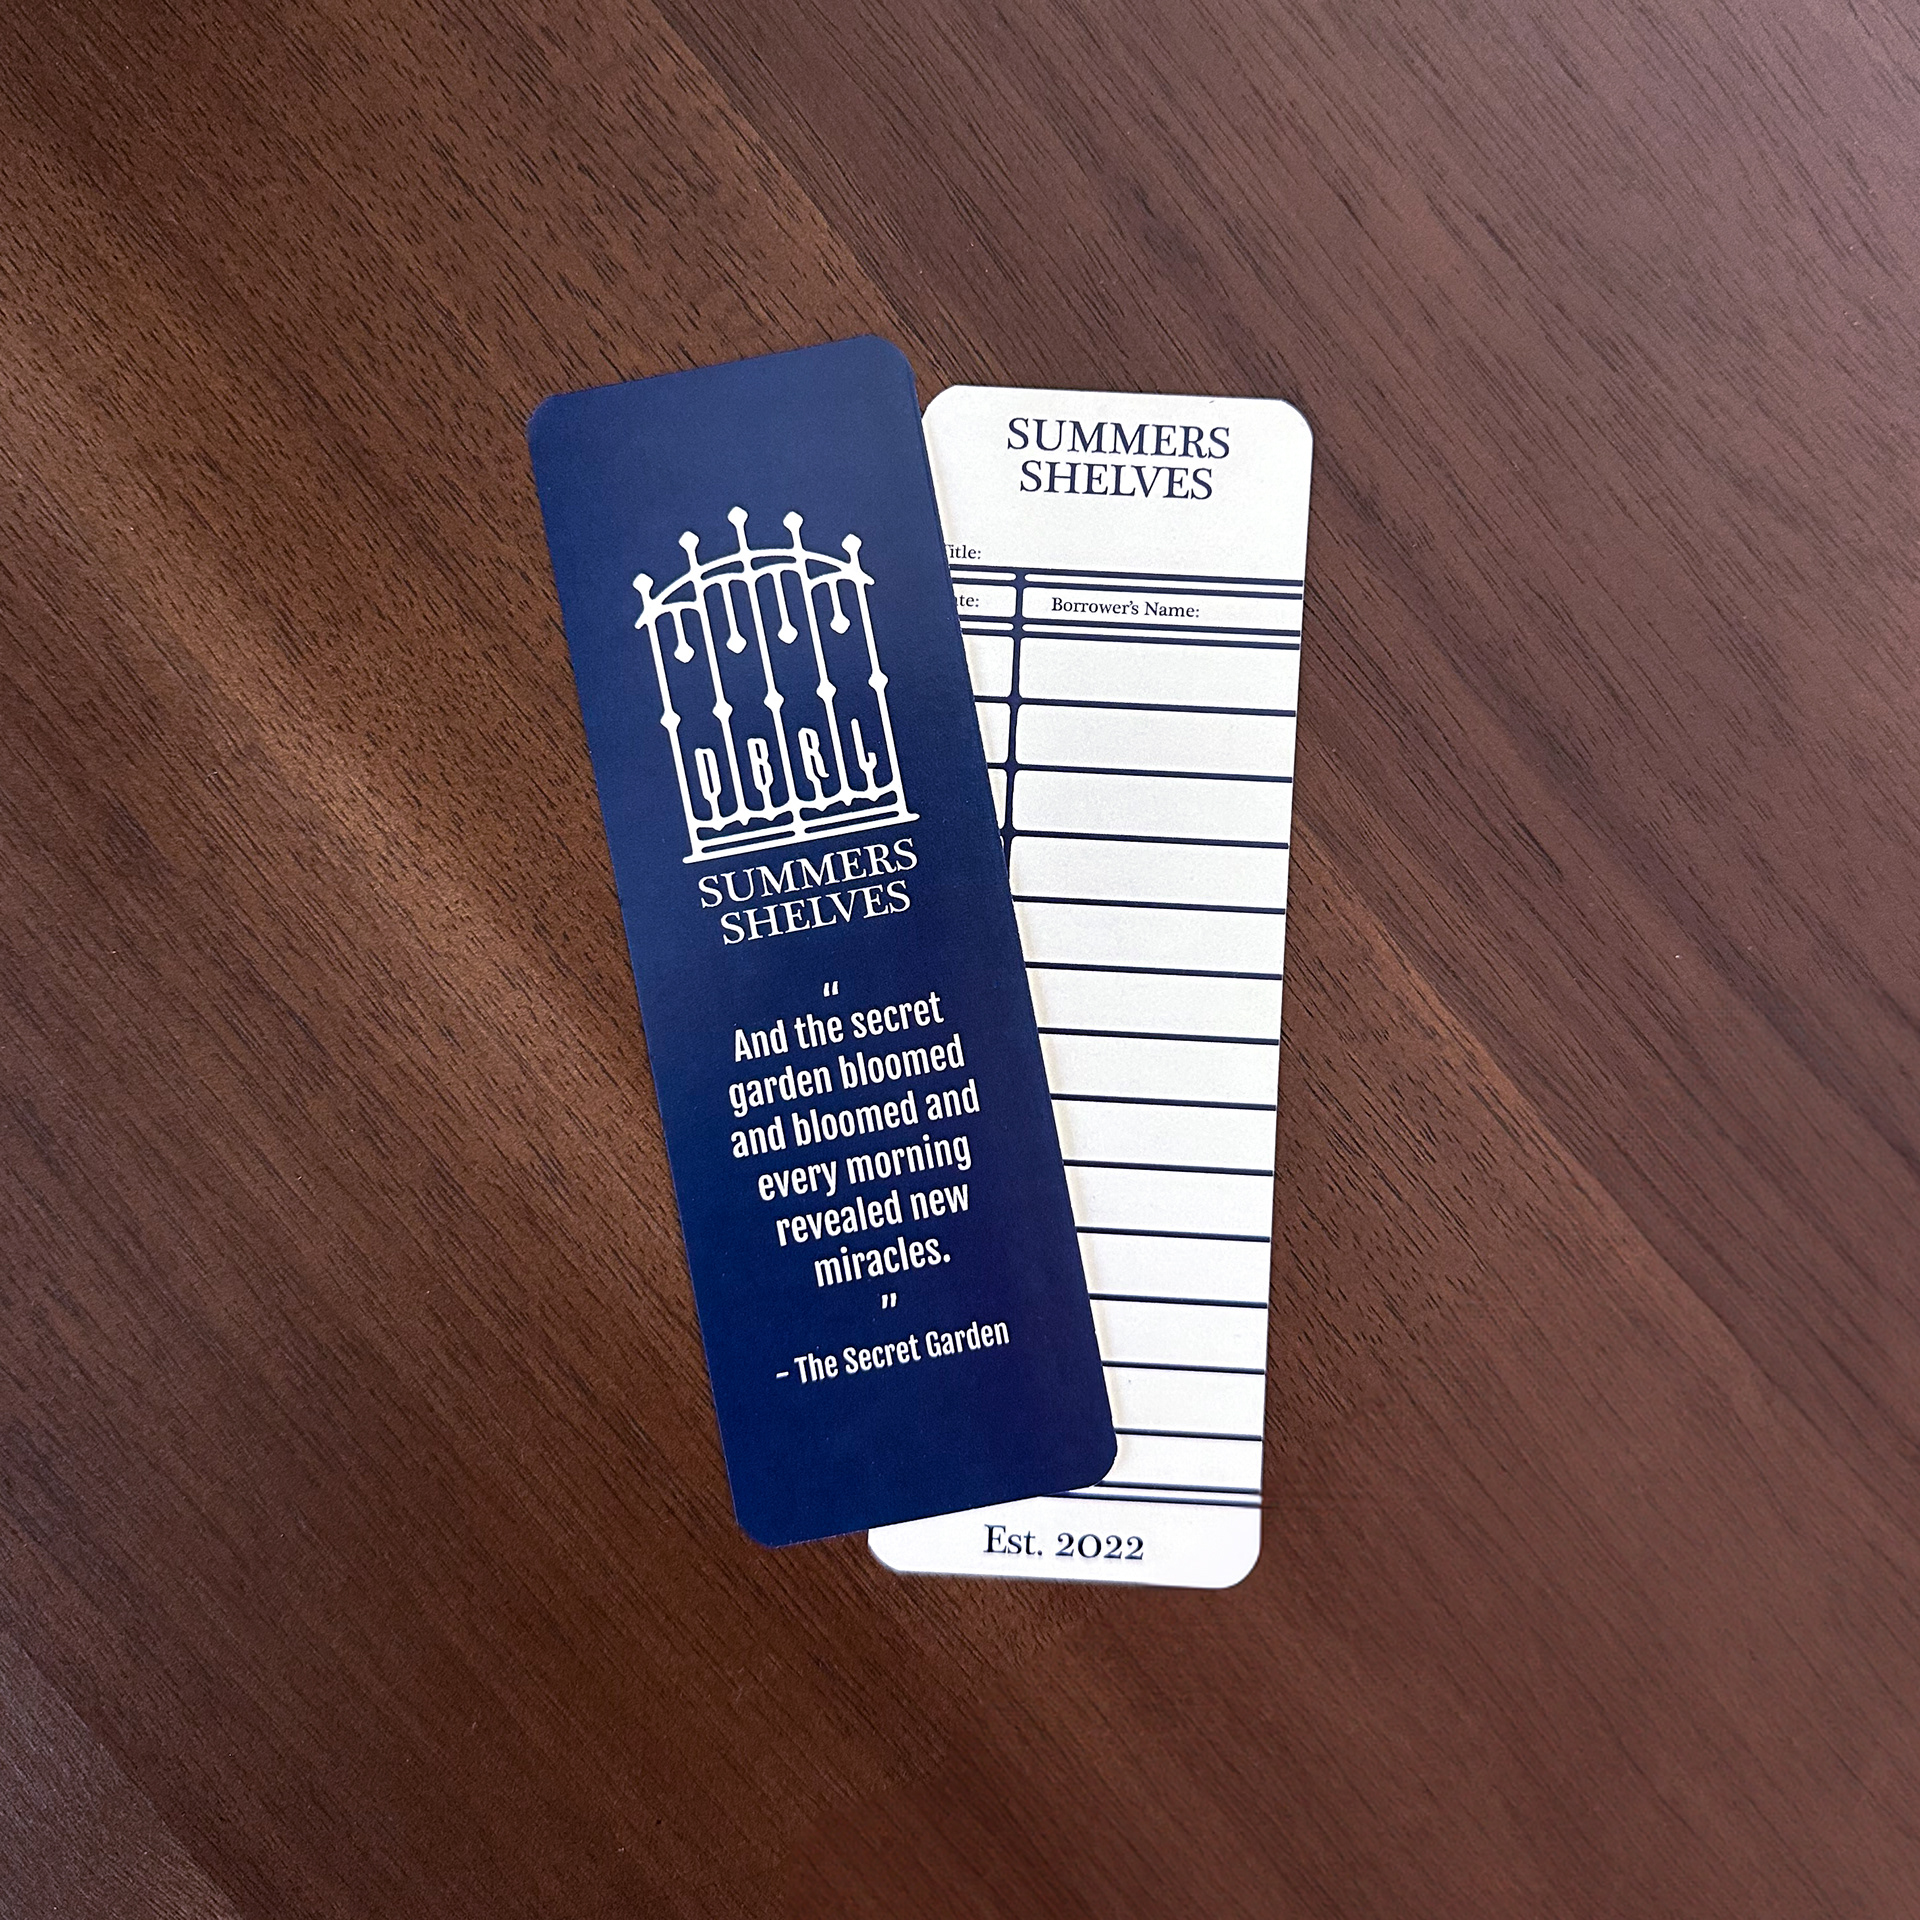 DBRL
SUMMERS
SHELVES
“
And the secret
garden bloomed
and bloomed and
every morning
revealed new
miracles.
”
- The Secret Garden
SUMMERS
SHELVES
Title:
Borrower's Name:
Est. 2022